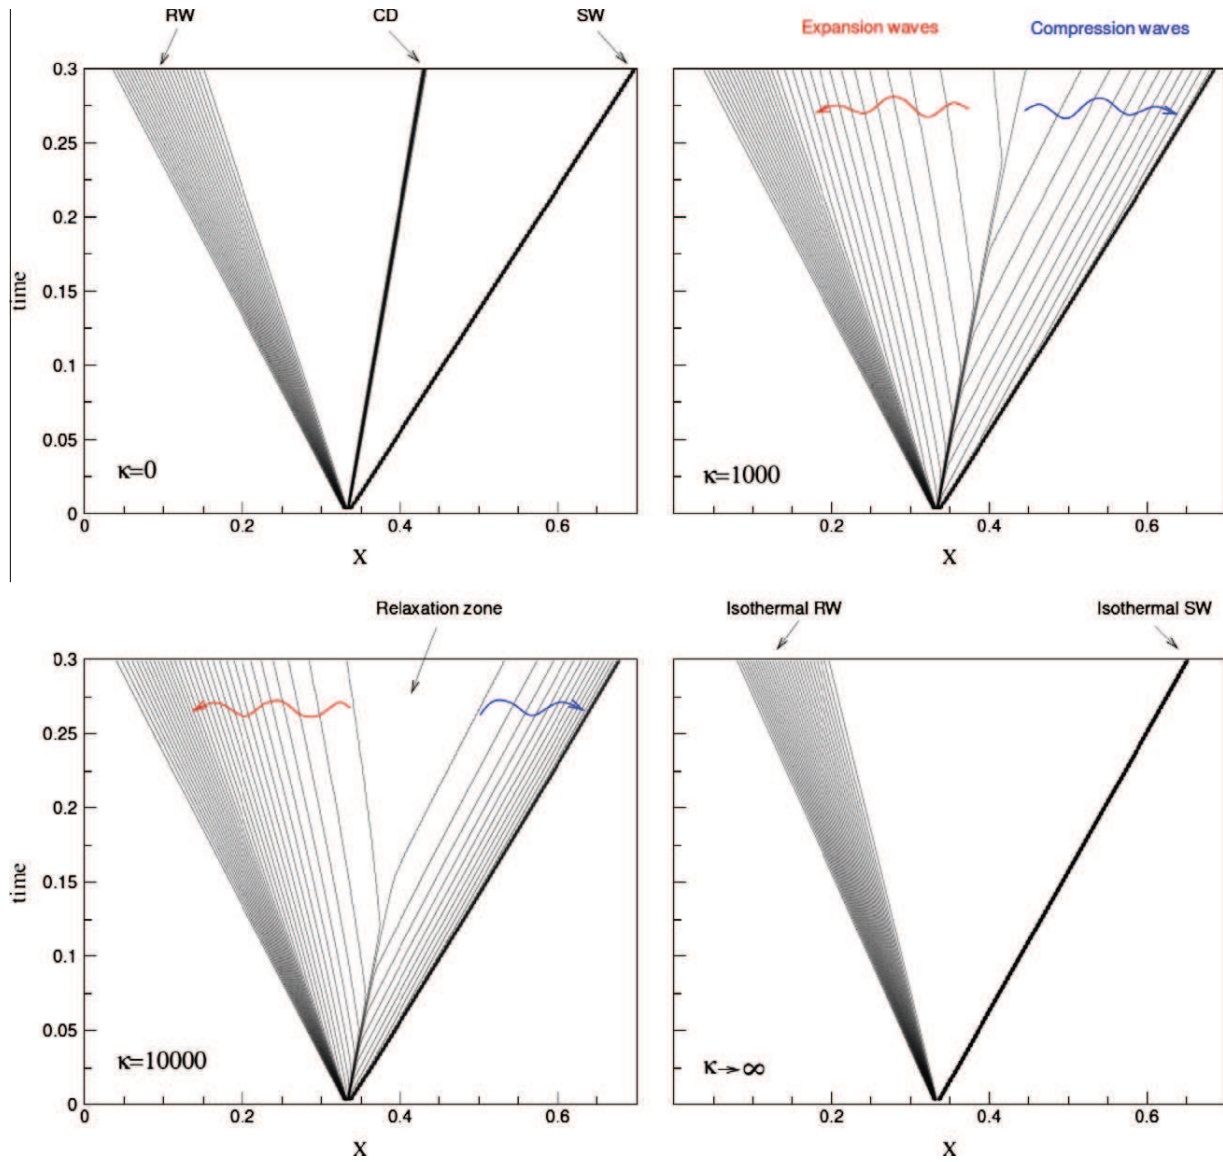 RW CD SW
Expansion waves Compression waves
0.3
0.25
0.2
0.15
0.1
0.05
0
time
κ=0
0 0.2 0.4 0.6
X
κ=1000
0.2 0.4 0.6
X
Relaxation zone
Isothermal RW Isothermal SW
0.3
0.25
0.2
0.15
0.1
0.05
0
time
κ=10000
0 0.2 0.4 0.6
X
κ→∞
0.2 0.4 0.6
X